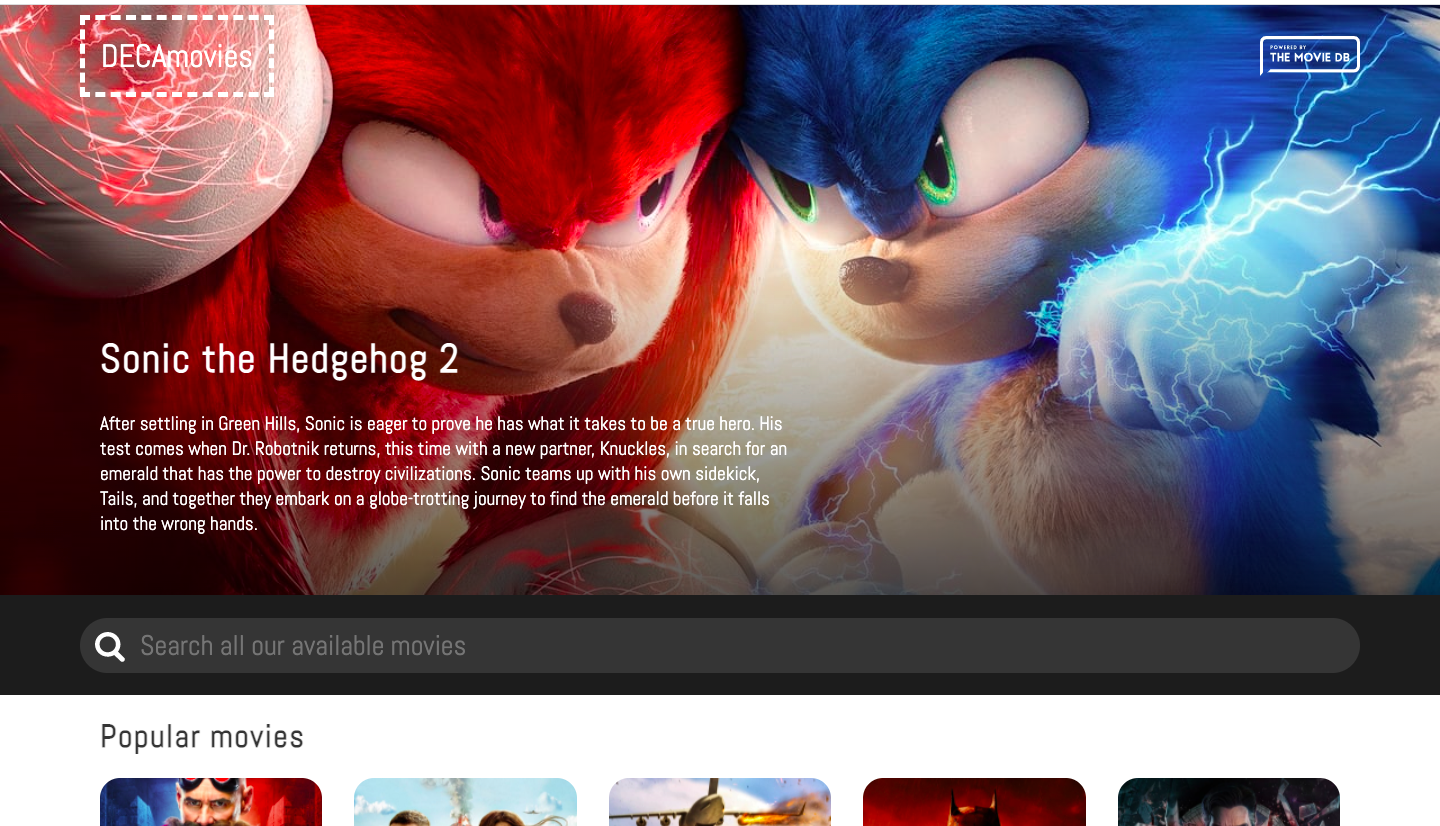 DECAmovies
POWERED BY
THE MOVIE DB
Sonic the Hedgehog 2
After settling in Green Hills, Sonic is eager to prove he has what it takes to be a true hero. His
test comes when Dr. Robotnik returns, this time with a new partner, Knuckles, in search for an
emerald that has the power to destroy civilizations. Sonic teams up with his own sidekick,
Tails, and together they embark on a globe-trotting journey to find the emerald before it falls
into the wrong hands.
Search all our available movies
Popular movies